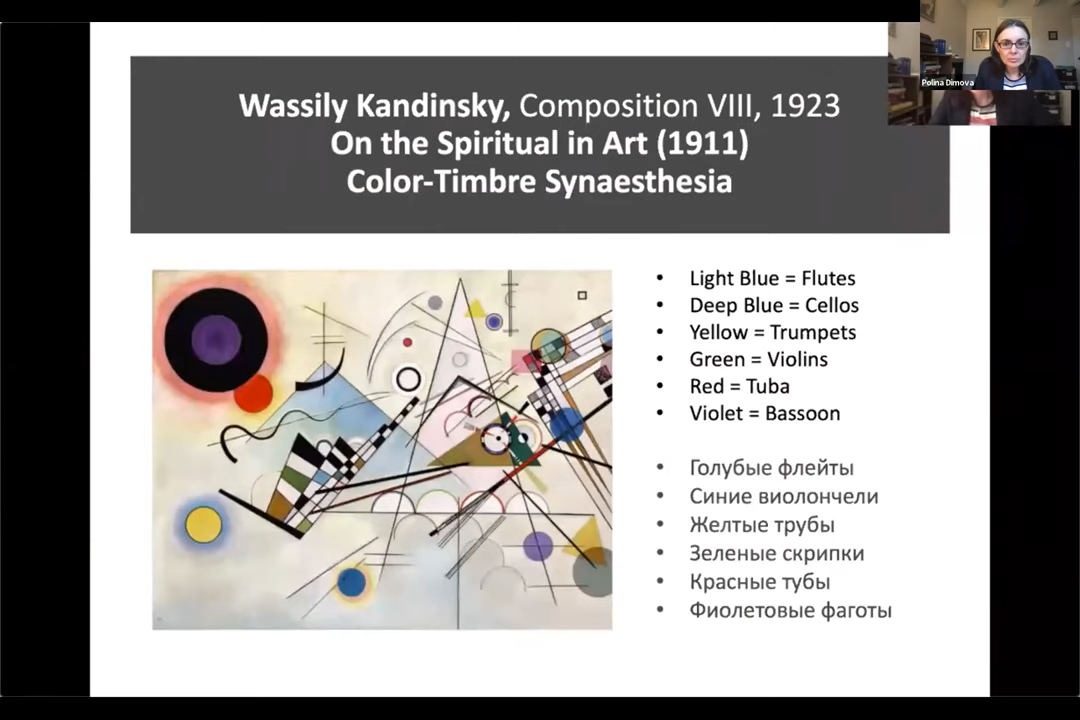 Wassily Kandinsky, Composition VIII, 1923
On the Spiritual in Art (1911)
Color-Timbre Synaesthesia
Polina Dimova
• Light Blue = Flutes
• Deep Blue = Cellos
• Yellow = Trumpets
• Green = Violins
• Red = Tuba
• Violet = Bassoon
• Голубые флейты
• Синие виолончели
• Желтые трубы
• Зеленые скрипки
• Красные тубы
• Фиолетовые фаготы